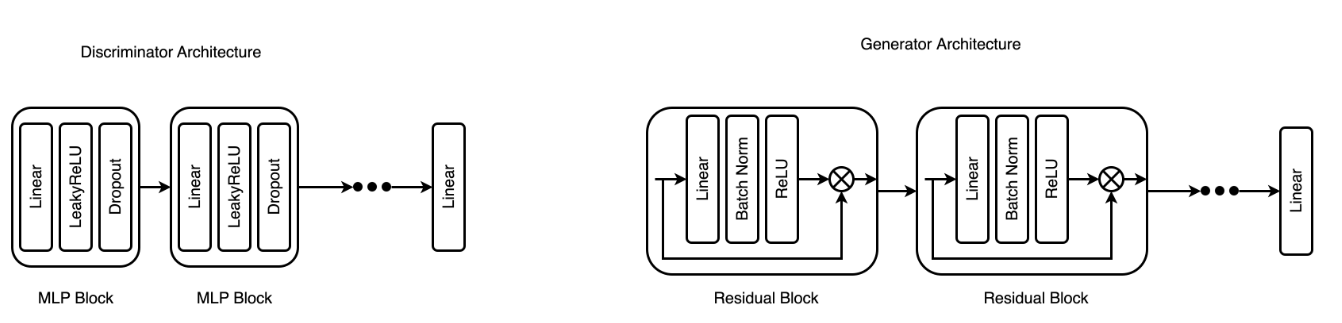 Discriminator Architecture
Linear
LeakyReLU
Dropout
MLP Block
Linear
LeakyReLU
Dropout
MLP Block
Linear
Generator Architecture
Linear
Batch Norm
ReLU
Residual Block
Linear
Batch Norm
ReLU
Residual Block
Linear